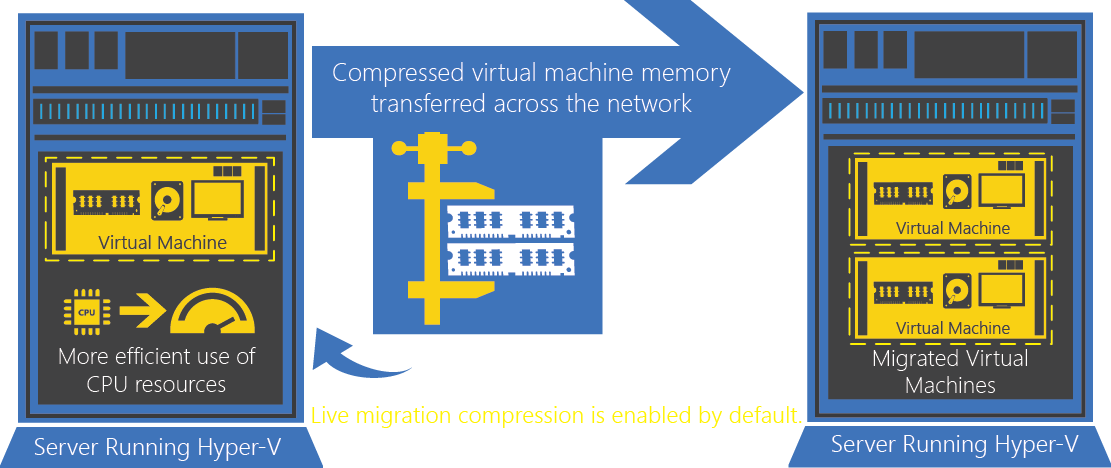 Compressed virtual machine memory
transferred across the network
Virtual Machine
CPU
More efficient use of
CPU resources
Server Running Hyper-V
Live migration compression is enabled by default.
Virtual Machine
Virtual Machine
Migrated Virtual
Machines
Server Running Hyper-V